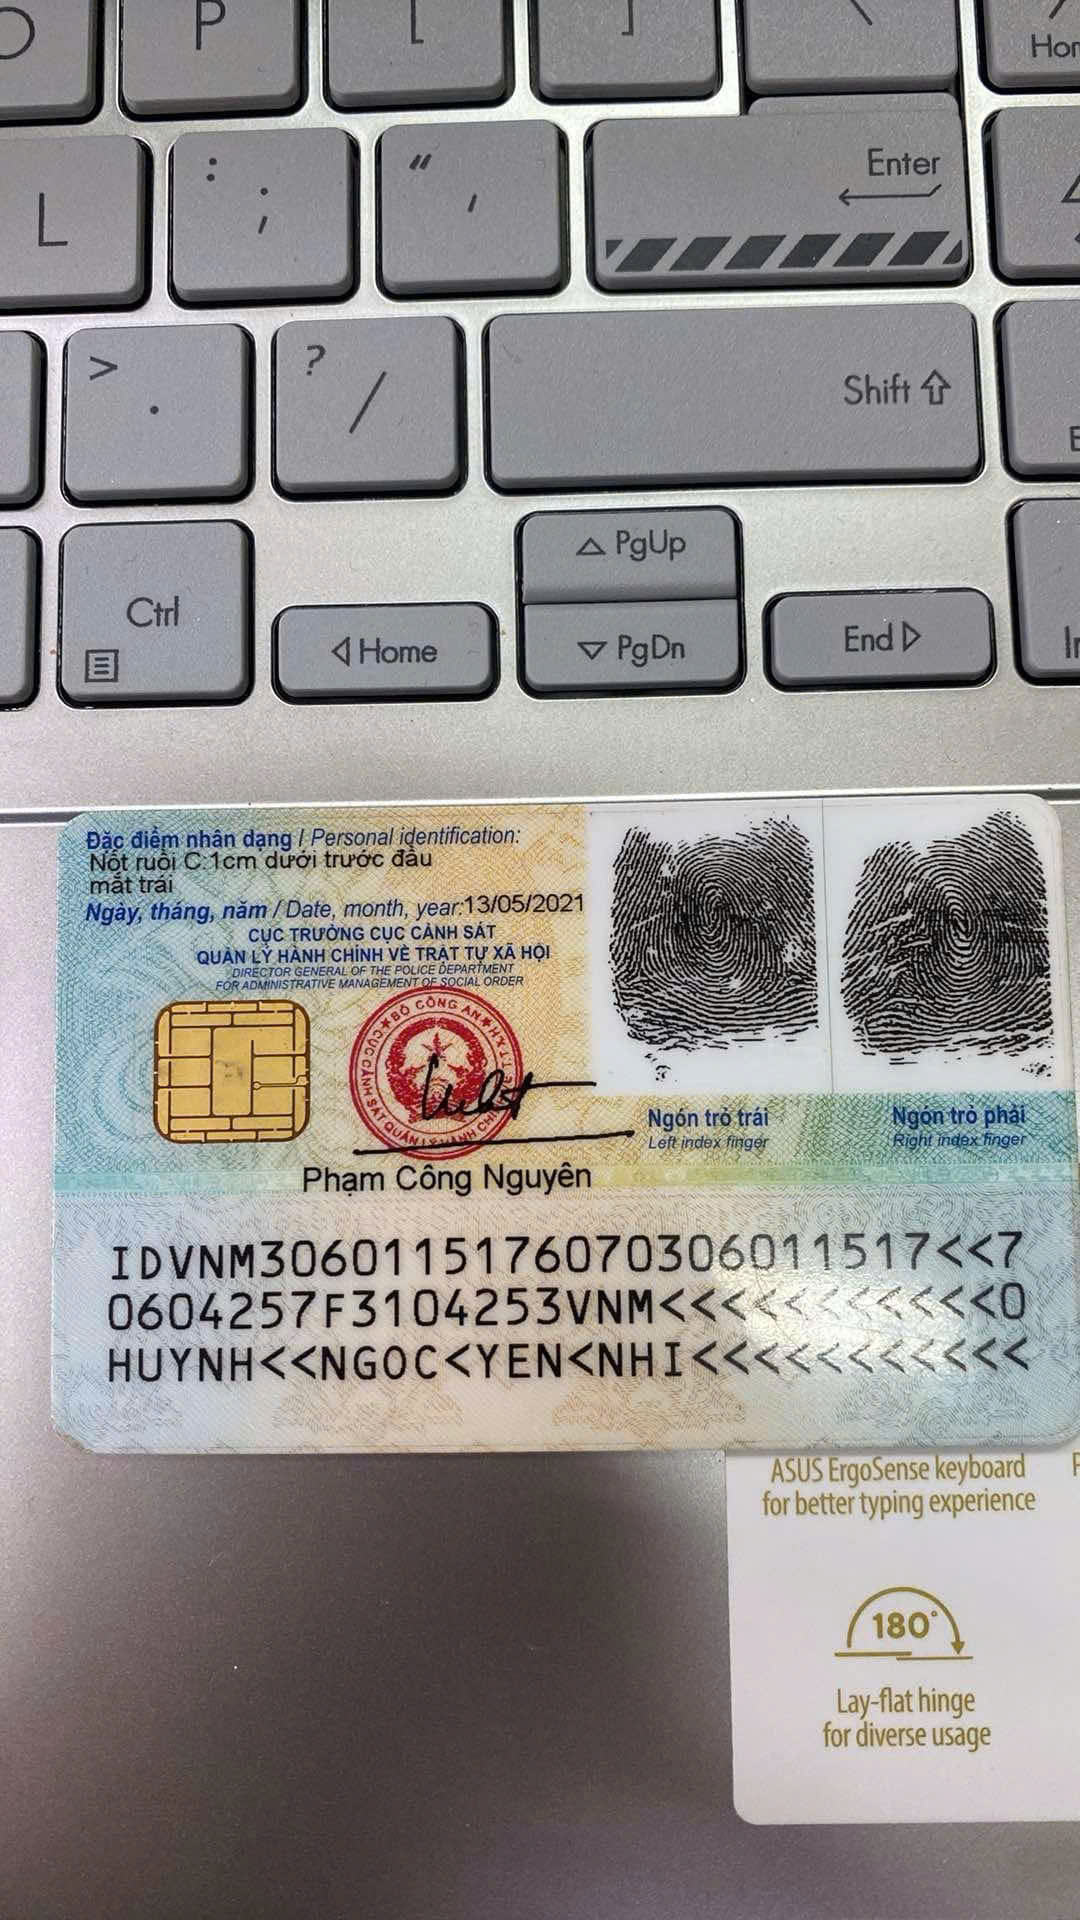 O P [ ] \ Hom
L : ; " ' Enter
> . ? / Shift
Ctrl PgUp
Home PgDn End In
Đặc điểm nhân dạng / Personal identification:
Nốt ruồi C:1cm dưới trước đầu
mắt trái
Ngày, tháng, năm / Date, month, year:13/05/2021
CỤC TRƯỞNG CỤC CẢNH SÁT
QUẢN LÝ HÀNH CHÍNH VỀ TRẬT TỰ XÃ HỘI
DIRECTOR GENERAL OF THE POLICE DEPARTMENT
FOR ADMINISTRATIVE MANAGEMENT OF SOCIAL ORDER
BỘ CÔNG AN
CỤC CẢNH SÁT QUẢN LÝ HÀNH CHÍNH
Ngón trỏ trái
Left index finger
Ngón trỏ phải
Right index finger
Phạm Công Nguyên
IDVNM3060115176070306011517<<7
0604257F3104253VNM<<<<<<<<<<<0
HUYNH<<NGOC<YEN<NHI<<<<<<<<<<<
ASUS ErgoSense keyboard
for better typing experience
180°
Lay-flat hinge
for diverse usage